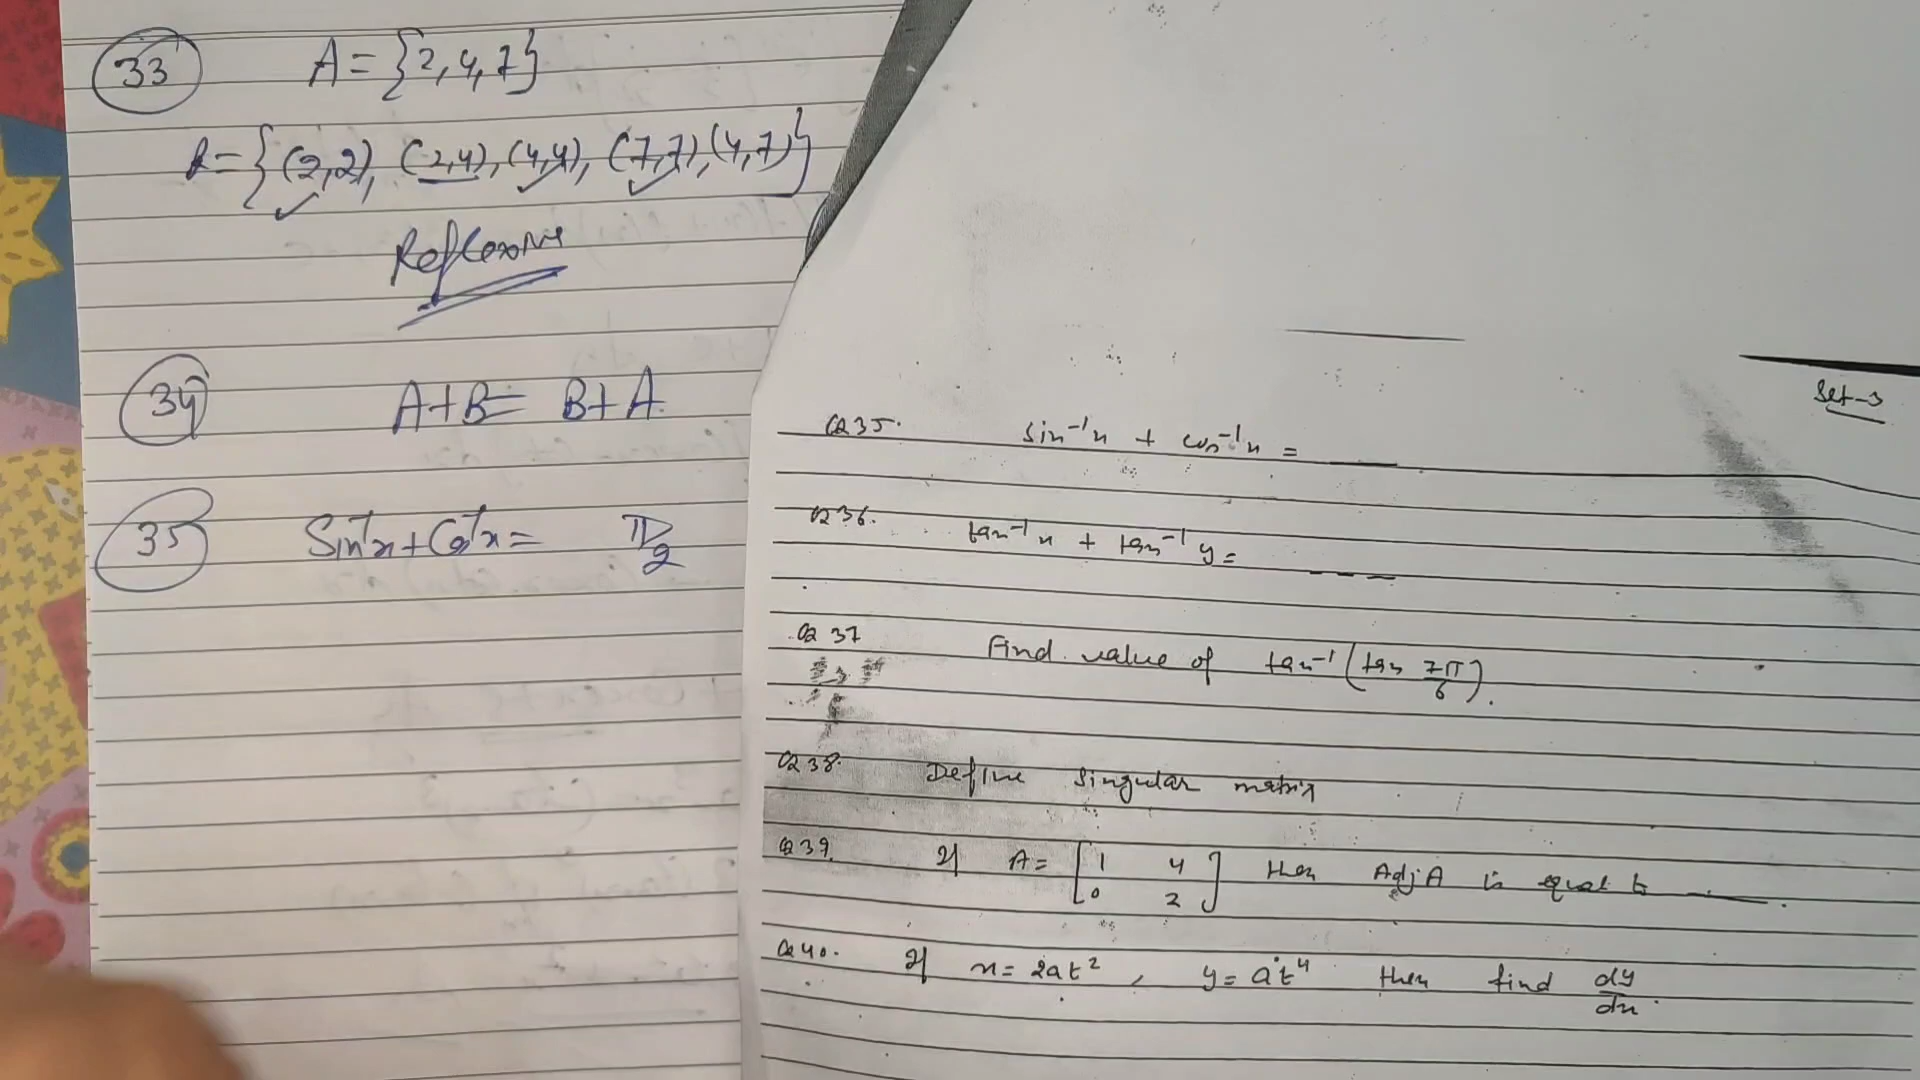 33 A = {2, 4, 7}
R = {(2,2), (2,4), (4,4), (7,7), (4,7)}
Reflexive
34 A+B = B+A
35 Sin⁻¹x + Cos⁻¹x = π/2
Set-3
Q35. sin⁻¹x + cos⁻¹x = ___
Q36. tan⁻¹x + tan⁻¹y = ___
Q37 Find value of tan⁻¹(tan 7π/6).
Q38. Define Singular matrix
Q39. If A = [1 4
0 2] then Adj A is equal to ___.
Q40. If x = 2at², y = at⁴ then find dy/dx.